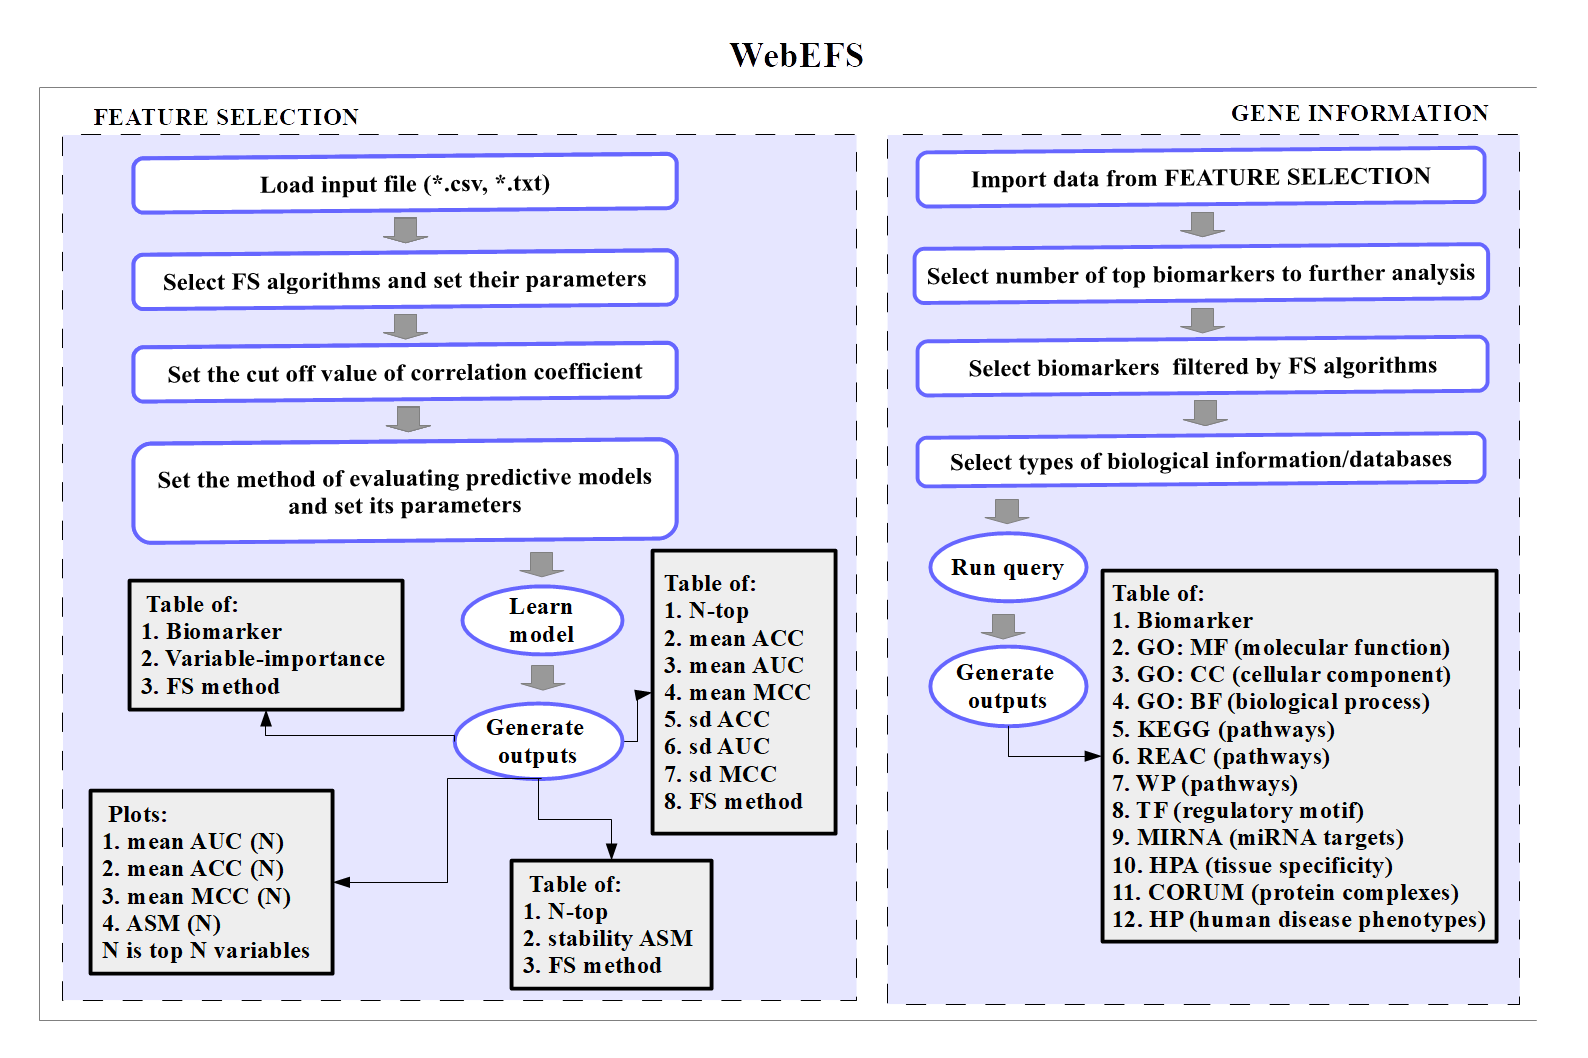 WebEFS
FEATURE SELECTION
Load input file (*.csv, *.txt)
Select FS algorithms and set their parameters
Set the cut off value of correlation coefficient
Set the method of evaluating predictive models
and set its parameters
Learn
model
Generate
outputs
Table of:
1. Biomarker
2. Variable-importance
3. FS method
Table of:
1. N-top
2. mean ACC
3. mean AUC
4. mean MCC
5. sd ACC
6. sd AUC
7. sd MCC
8. FS method
Plots:
1. mean AUC (N)
2. mean ACC (N)
3. mean MCC (N)
4. ASM (N)
N is top N variables
Table of:
1. N-top
2. stability ASM
3. FS method
GENE INFORMATION
Import data from FEATURE SELECTION
Select number of top biomarkers to further analysis
Select biomarkers filtered by FS algorithms
Select types of biological information/databases
Run query
Generate
outputs
Table of:
1. Biomarker
2. GO: MF (molecular function)
3. GO: CC (cellular component)
4. GO: BF (biological process)
5. KEGG (pathways)
6. REAC (pathways)
7. WP (pathways)
8. TF (regulatory motif)
9. MIRNA (miRNA targets)
10. HPA (tissue specificity)
11. CORUM (protein complexes)
12. HP (human disease phenotypes)